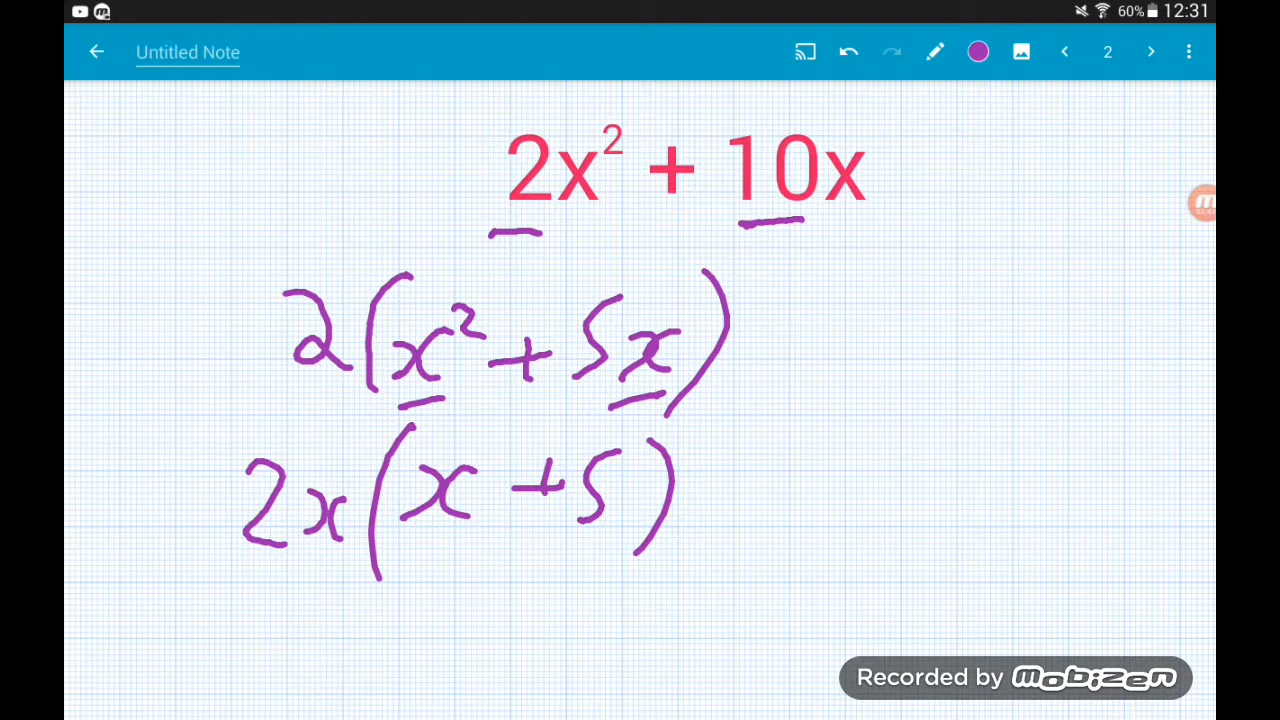 60% 12:31
Untitled Note 2
2x² + 10x
2(x² + 5x)
2x(x + 5)
Recorded by mobizen